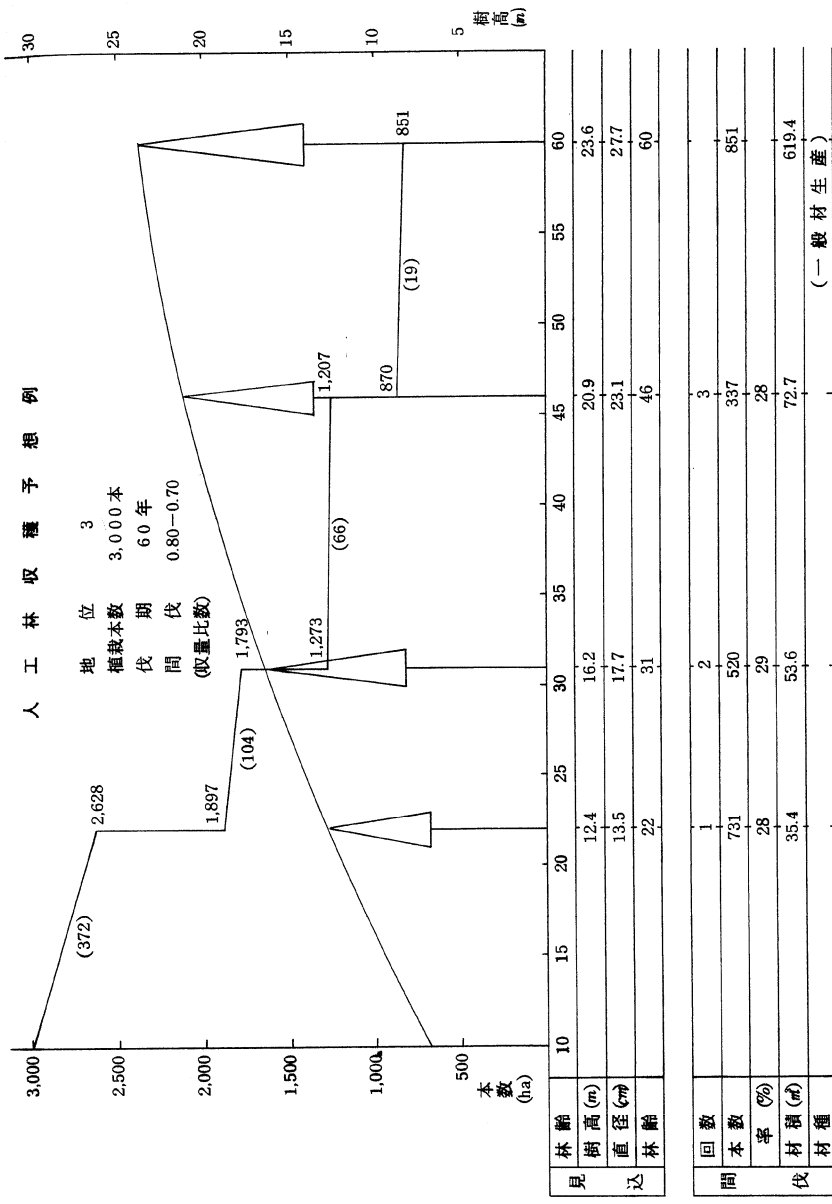 人工林収穫予想例
地位 3
植栽本数 3,000本
伐期 60年
間伐 0.80－0.70
(収量比数)
樹高(m)
30
25
20
15
10
5
3,000
2,500
2,000
1,500
1,000
500
本数(ha)
(372)
2,628
1,897
(104)
1,793
1,273
(66)
1,207
870
(19)
851
見込
林齢 10 15 20 25 30 35 40 45 50 55 60
樹高(m) 12.4 16.2 20.9 23.6
直径(cm) 13.5 17.7 23.1 27.7
林齢 22 31 46 60
間伐
回数 1 2 3
本数 731 520 337 851
率(%) 28 29 28
材積(㎥) 35.4 53.6 72.7 619.4
材種 (一般材生産)